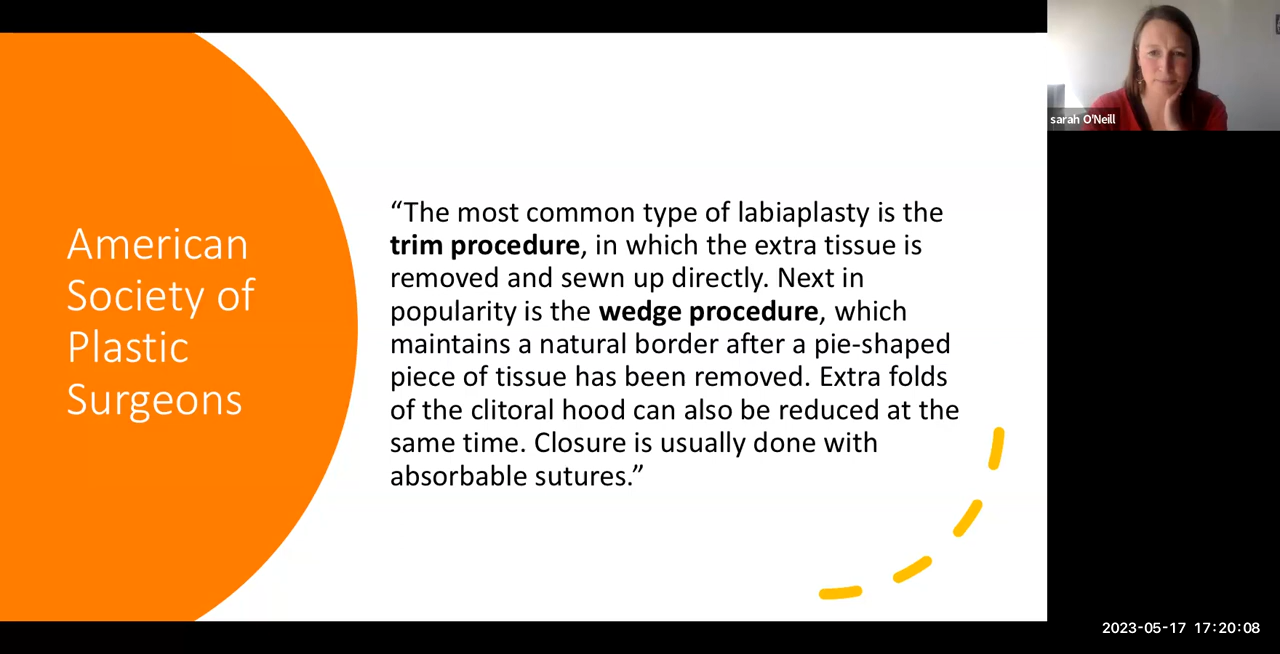 American
Society of
Plastic
Surgeons
“The most common type of labiaplasty is the
trim procedure, in which the extra tissue is
removed and sewn up directly. Next in
popularity is the wedge procedure, which
maintains a natural border after a pie-shaped
piece of tissue has been removed. Extra folds
of the clitoral hood can also be reduced at the
same time. Closure is usually done with
absorbable sutures.”
sarah O'Neill
2023-05-17 17:20:08